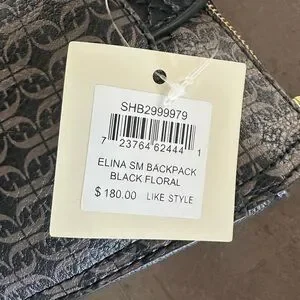 SHB2999979
7 23764 62444 1
ELINA SM BACKPACK
BLACK FLORAL
$ 180.00 LIKE STYLE